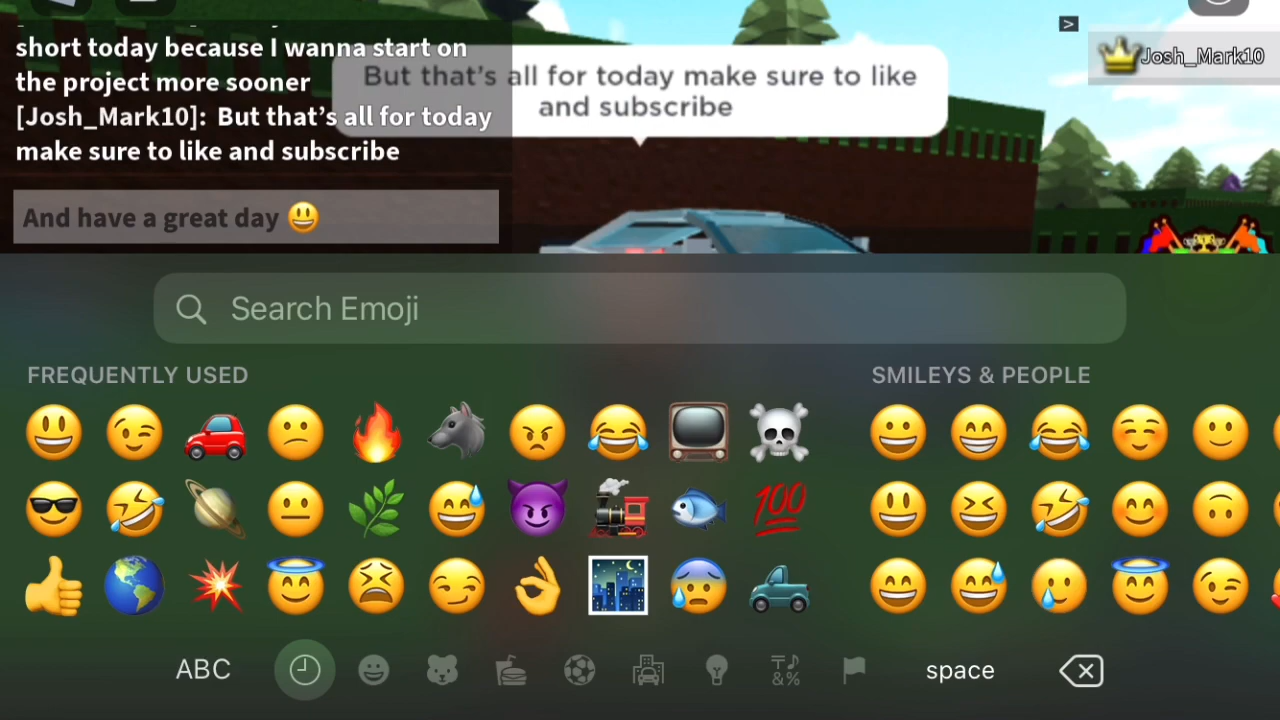 short today because I wanna start on
the project more sooner
[Josh_Mark10]: But that's all for today
make sure to like and subscribe
But that's all for today make sure to like
and subscribe
>
Josh_Mark10
And have a great day 😃
Search Emoji
FREQUENTLY USED
SMILEYS & PEOPLE
ABC
space